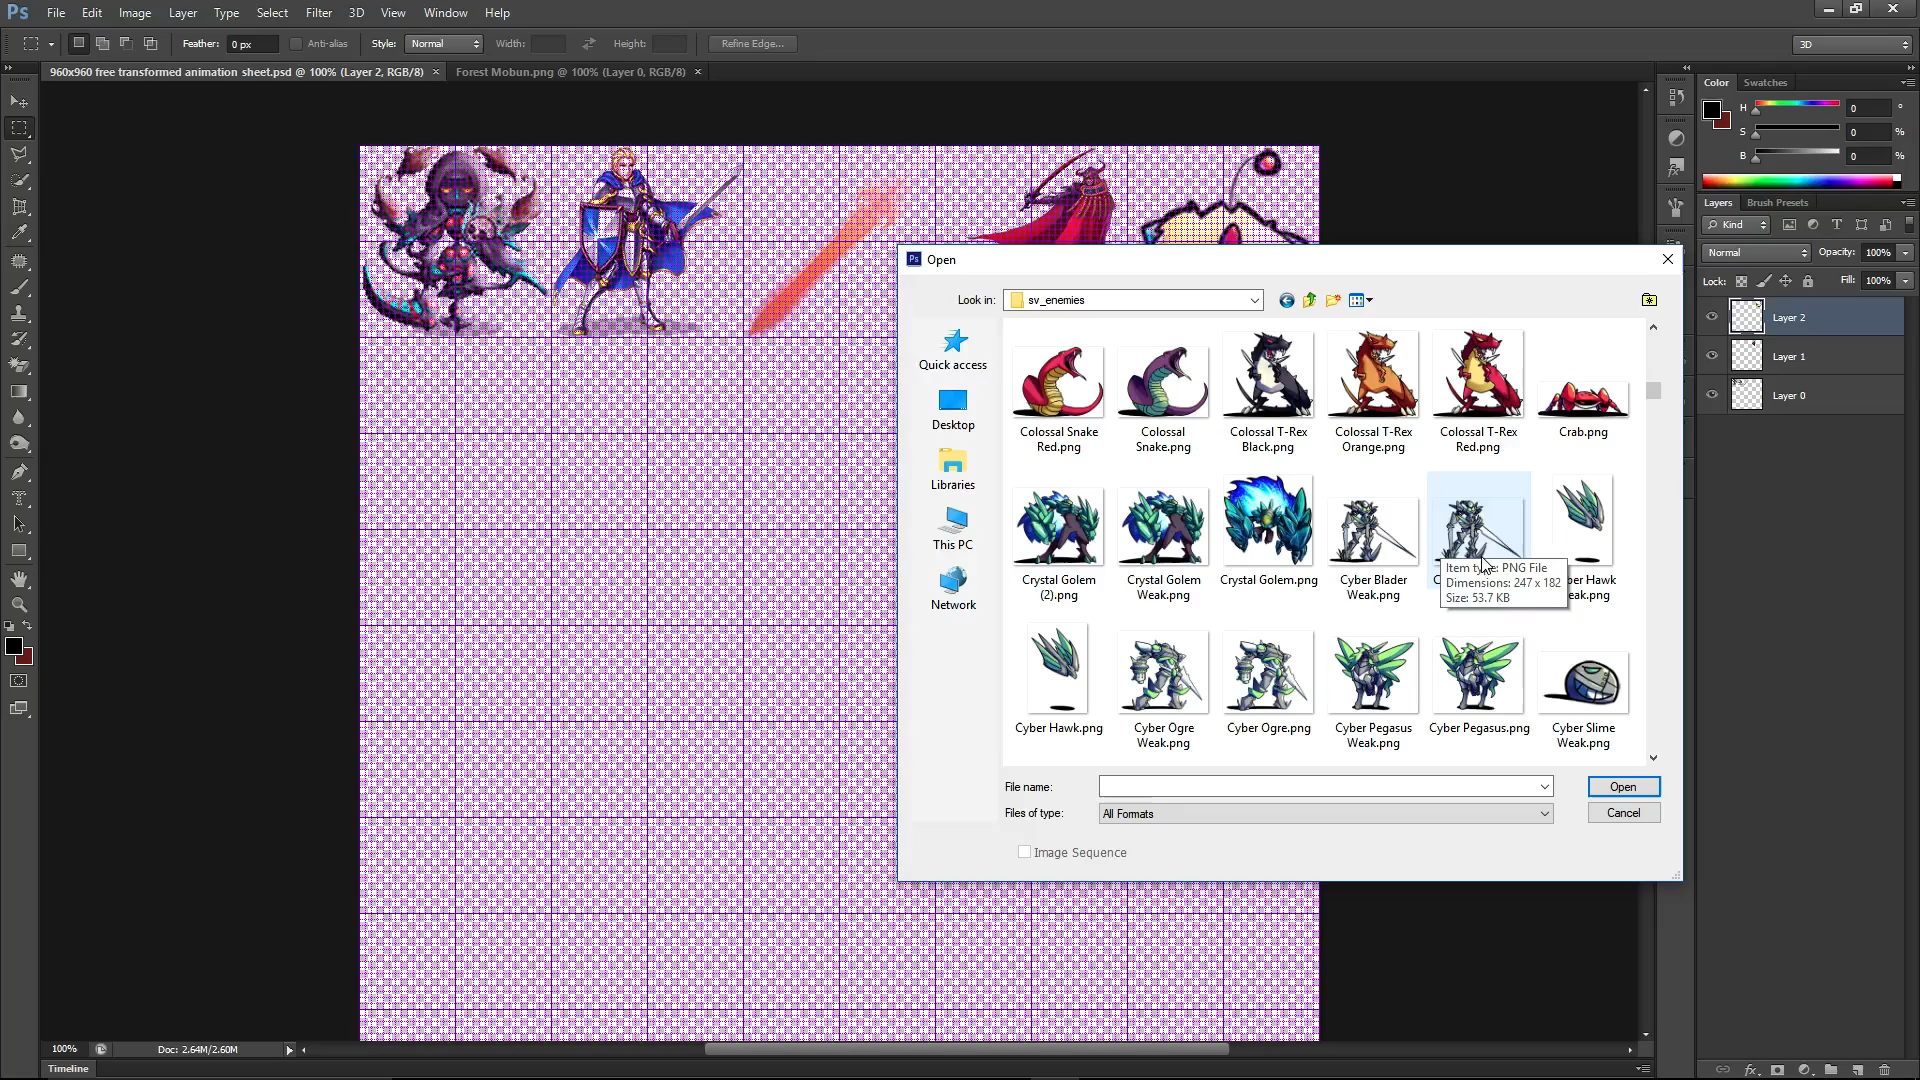 Ps File Edit Image Layer Type Select Filter 3D View Window Help
Feather: 0 px Anti-alias Style: Normal Width: Height: Refine Edge... 3D
960x960 free transformed animation sheet.psd @ 100% (Layer 2, RGB/8) × Forest Mobun.png @ 100% (Layer 0, RGB/8) ×
Color Swatches
H 0 °
S 0 %
B 0 %
Layers Brush Presets
Kind
Normal Opacity: 100%
Lock: Fill: 100%
Layer 2
Layer 1
Layer 0
Ps Open
Look in: sv_enemies
Quick access
Desktop
Libraries
This PC
Network
Colossal Snake Red.png
Colossal Snake.png
Colossal T-Rex Black.png
Colossal T-Rex Orange.png
Colossal T-Rex Red.png
Crab.png
Crystal Golem (2).png
Crystal Golem Weak.png
Crystal Golem.png
Cyber Blader Weak.png
Item type: PNG File
Dimensions: 247 x 182
Size: 53.7 KB
Hawk
Cyber Hawk.png
Cyber Ogre Weak.png
Cyber Ogre.png
Cyber Pegasus Weak.png
Cyber Pegasus.png
Cyber Slime Weak.png
File name: Open
Files of type: All Formats Cancel
Image Sequence
100% Doc: 2.64M/2.60M
Timeline